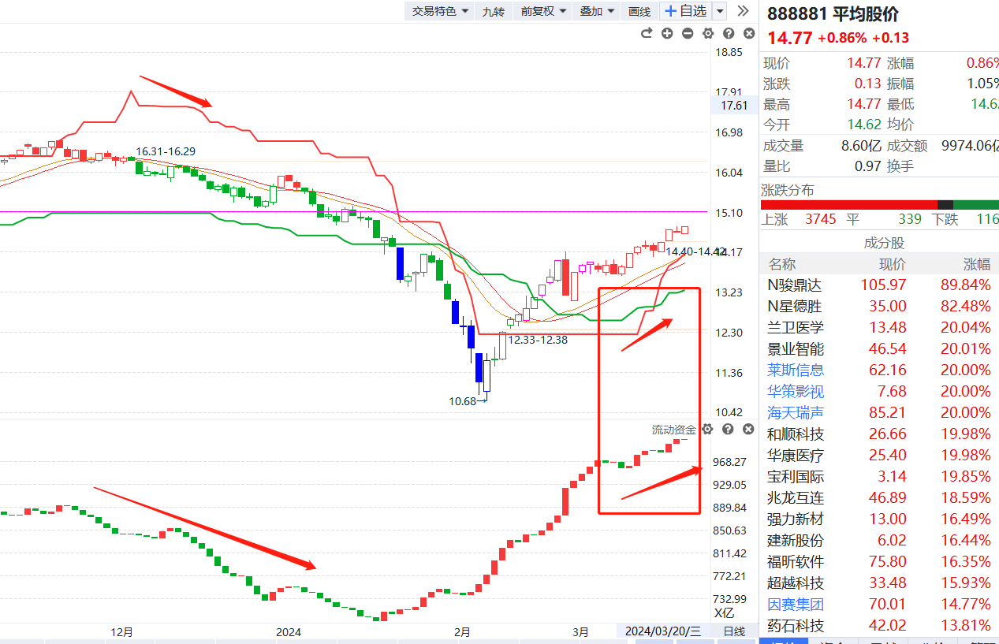 交易特色 九转 前复权 叠加 画线 自选
888881 平均股价
14.77 +0.86% +0.13
现价 14.77 涨幅 0.86%
涨跌 0.13 振幅 1.05%
最高 14.77 最低 14.6
今开 14.62 均价
成交量 8.60亿 成交额 9974.06亿
量比 0.97 换手
涨跌分布
上涨 3745 平 339 下跌 116
成分股
名称 现价 涨幅
N骏鼎达 105.97 89.84%
N星德胜 35.00 82.48%
兰卫医学 13.48 20.04%
景业智能 46.54 20.01%
莱斯信息 62.16 20.00%
华策影视 7.68 20.00%
海天瑞声 85.21 20.00%
和顺科技 26.66 19.98%
华康医疗 25.40 19.98%
宝利国际 3.14 19.85%
兆龙互连 46.89 18.59%
强力新材 13.00 16.49%
建新股份 6.02 16.44%
福昕软件 75.80 16.35%
超越科技 33.48 15.93%
因赛集团 70.01 14.77%
药石科技 42.02 13.81%
18.85
17.91
17.61
16.98
16.04
15.10
14.17
13.23
12.30
11.36
10.42
16.31-16.29
14.40-14.42
12.33-12.38
10.68
流动资金
968.27
929.05
889.84
850.63
811.42
772.21
732.99
X亿
12月 2024 2月 3月 2024/03/20/三 日线